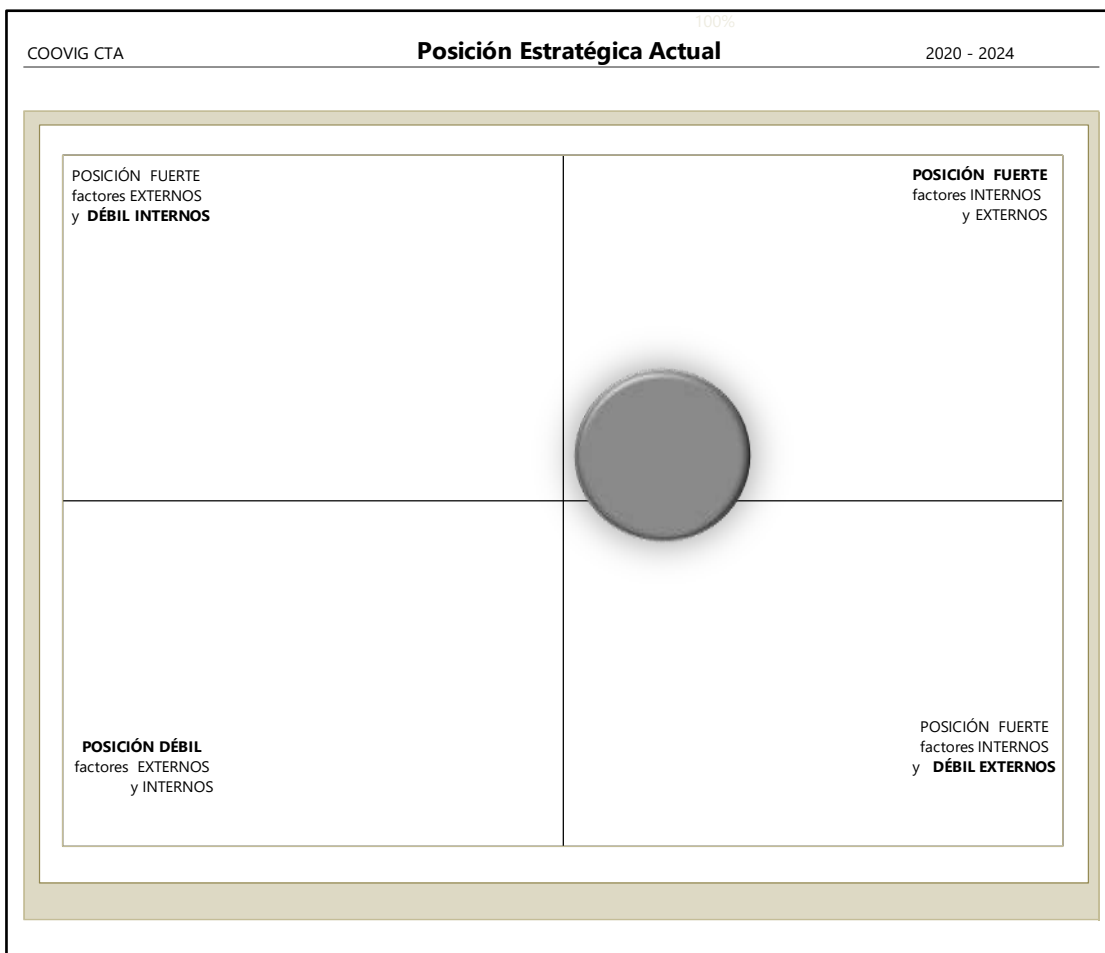 100%
COOVIG CTA
Posición Estratégica Actual
2020 - 2024
POSICIÓN FUERTE
factores EXTERNOS
y DÉBIL INTERNOS
POSICIÓN FUERTE
factores INTERNOS
y EXTERNOS
POSICIÓN DÉBIL
factores EXTERNOS
y INTERNOS
POSICIÓN FUERTE
factores INTERNOS
y DÉBIL EXTERNOS